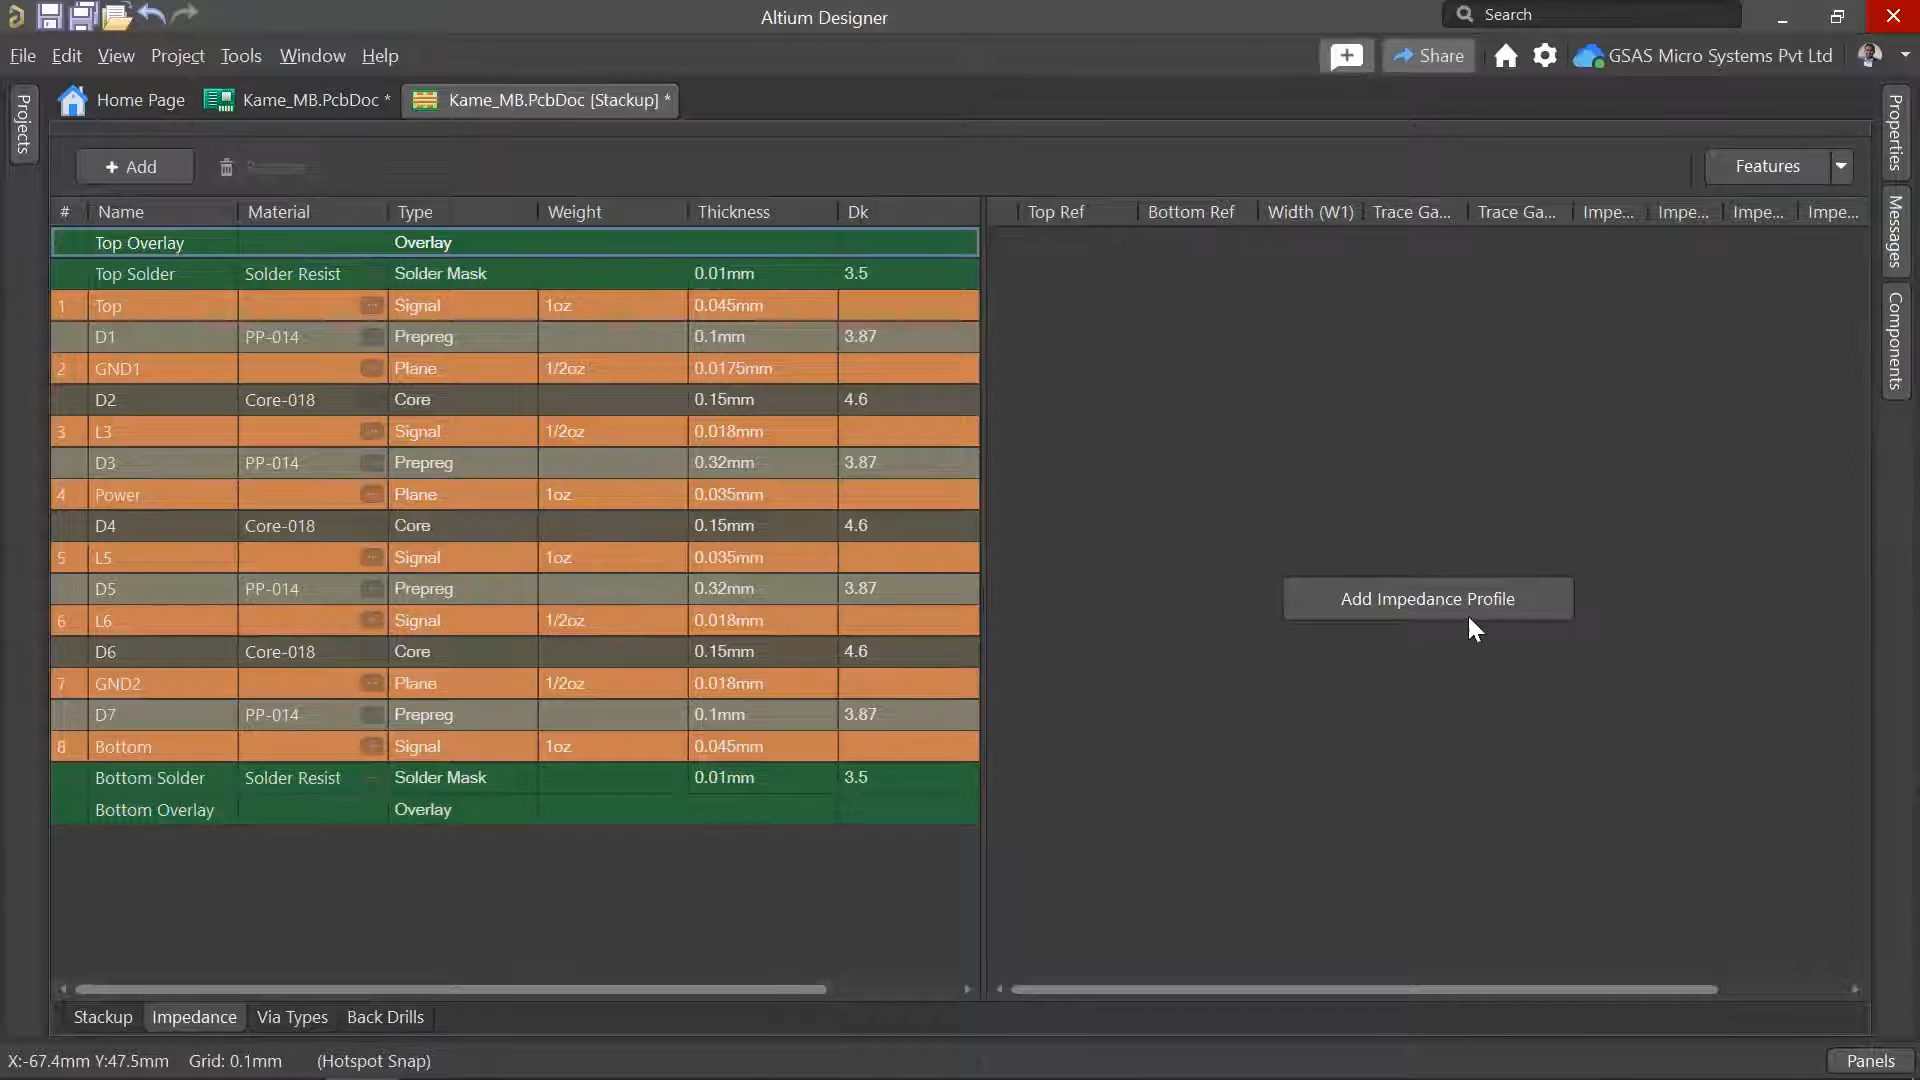 Altium Designer
Search
File Edit View Project Tools Window Help
Share
GSAS Micro Systems Pvt Ltd
Home Page
Kame_MB.PcbDoc *
Kame_MB.PcbDoc [Stackup] *
Projects
Properties
Messages
Components
+ Add
Features
# Name Material Type Weight Thickness Dk
Top Ref Bottom Ref Width (W1) Trace Ga... Trace Ga... Impe... Impe... Impe... Impe...
Top Overlay Overlay
Top Solder Solder Resist Solder Mask 0.01mm 3.5
1 Top Signal 1oz 0.045mm
D1 PP-014 Prepreg 0.1mm 3.87
2 GND1 Plane 1/2oz 0.0175mm
D2 Core-018 Core 0.15mm 4.6
3 L3 Signal 1/2oz 0.018mm
D3 PP-014 Prepreg 0.32mm 3.87
4 Power Plane 1oz 0.035mm
D4 Core-018 Core 0.15mm 4.6
5 L5 Signal 1oz 0.035mm
D5 PP-014 Prepreg 0.32mm 3.87
6 L6 Signal 1/2oz 0.018mm
D6 Core-018 Core 0.15mm 4.6
7 GND2 Plane 1/2oz 0.018mm
D7 PP-014 Prepreg 0.1mm 3.87
8 Bottom Signal 1oz 0.045mm
Bottom Solder Solder Resist Solder Mask 0.01mm 3.5
Bottom Overlay Overlay
Add Impedance Profile
Stackup Impedance Via Types Back Drills
X:-67.4mm Y:47.5mm Grid: 0.1mm (Hotspot Snap)
Panels